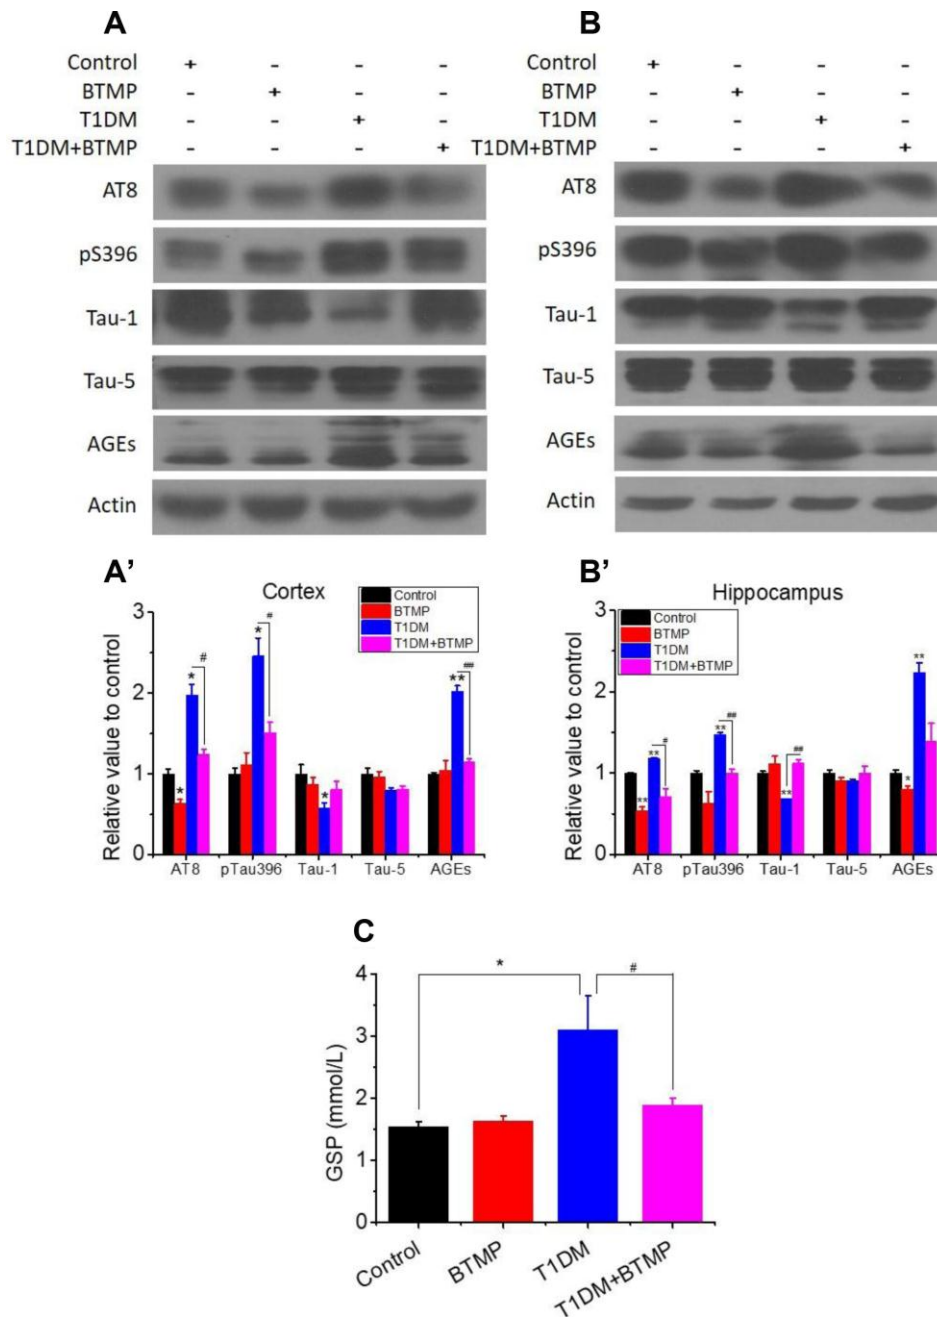 A
Control + - - -
BTMP - + - -
T1DM - - + -
T1DM+BTMP - - - +
AT8
pS396
Tau-1
Tau-5
AGEs
Actin
B
Control + - - -
BTMP - + - -
T1DM - - + -
T1DM+BTMP - - - +
AT8
pS396
Tau-1
Tau-5
AGEs
Actin
A’
Cortex
Control
BTMP
T1DM
T1DM+BTMP
Relative value to control
3
2
1
0
* * # * # * ** ##
AT8 pTau396 Tau-1 Tau-5 AGEs
B’
Hippocampus
Control
BTMP
T1DM
T1DM+BTMP
Relative value to control
3
2
1
0
** ** # ** ## ** ## * **
AT8 pTau396 Tau-1 Tau-5 AGEs
C
* #
GSP (mmol/L)
4
3
2
1
0
Control BTMP T1DM T1DM+BTMP